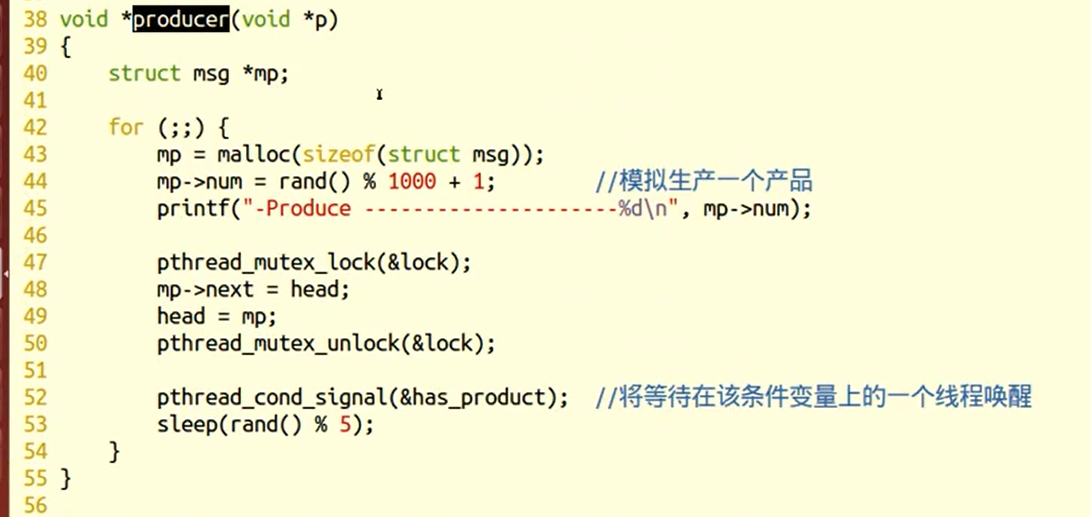 38 void *producer(void *p)
39 {
40     struct msg *mp;
41
42     for (;;) {
43         mp = malloc(sizeof(struct msg));
44         mp->num = rand() % 1000 + 1;        //模拟生产一个产品
45         printf("-Produce ---------------------%d\n", mp->num);
46
47         pthread_mutex_lock(&lock);
48         mp->next = head;
49         head = mp;
50         pthread_mutex_unlock(&lock);
51
52         pthread_cond_signal(&has_product);  //将等待在该条件变量上的一个线程唤醒
53         sleep(rand() % 5);
54     }
55 }
56